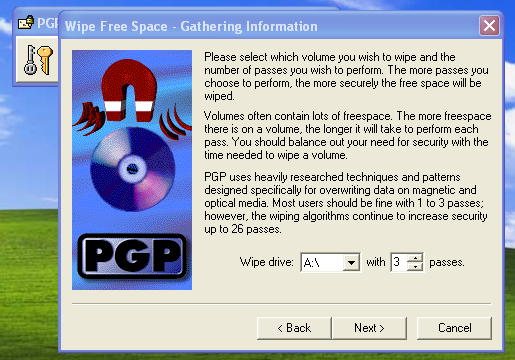 PGP
Wipe Free Space - Gathering Information
Please select which volume you wish to wipe and the
number of passes you wish to perform. The more passes you
choose to perform, the more securely the free space will be
wiped.
Volumes often contain lots of freespace. The more freespace
there is on a volume, the longer it will take to perform each
pass. You should balance out your need for security with the
time needed to wipe a volume.
PGP uses heavily researched techniques and patterns
designed specifically for overwriting data on magnetic and
optical media. Most users should be fine with 1 to 3 passes;
however, the wiping algorithms continue to increase security
up to 26 passes.
PGP
Wipe drive: A:\ with 3 passes.
< Back Next > Cancel